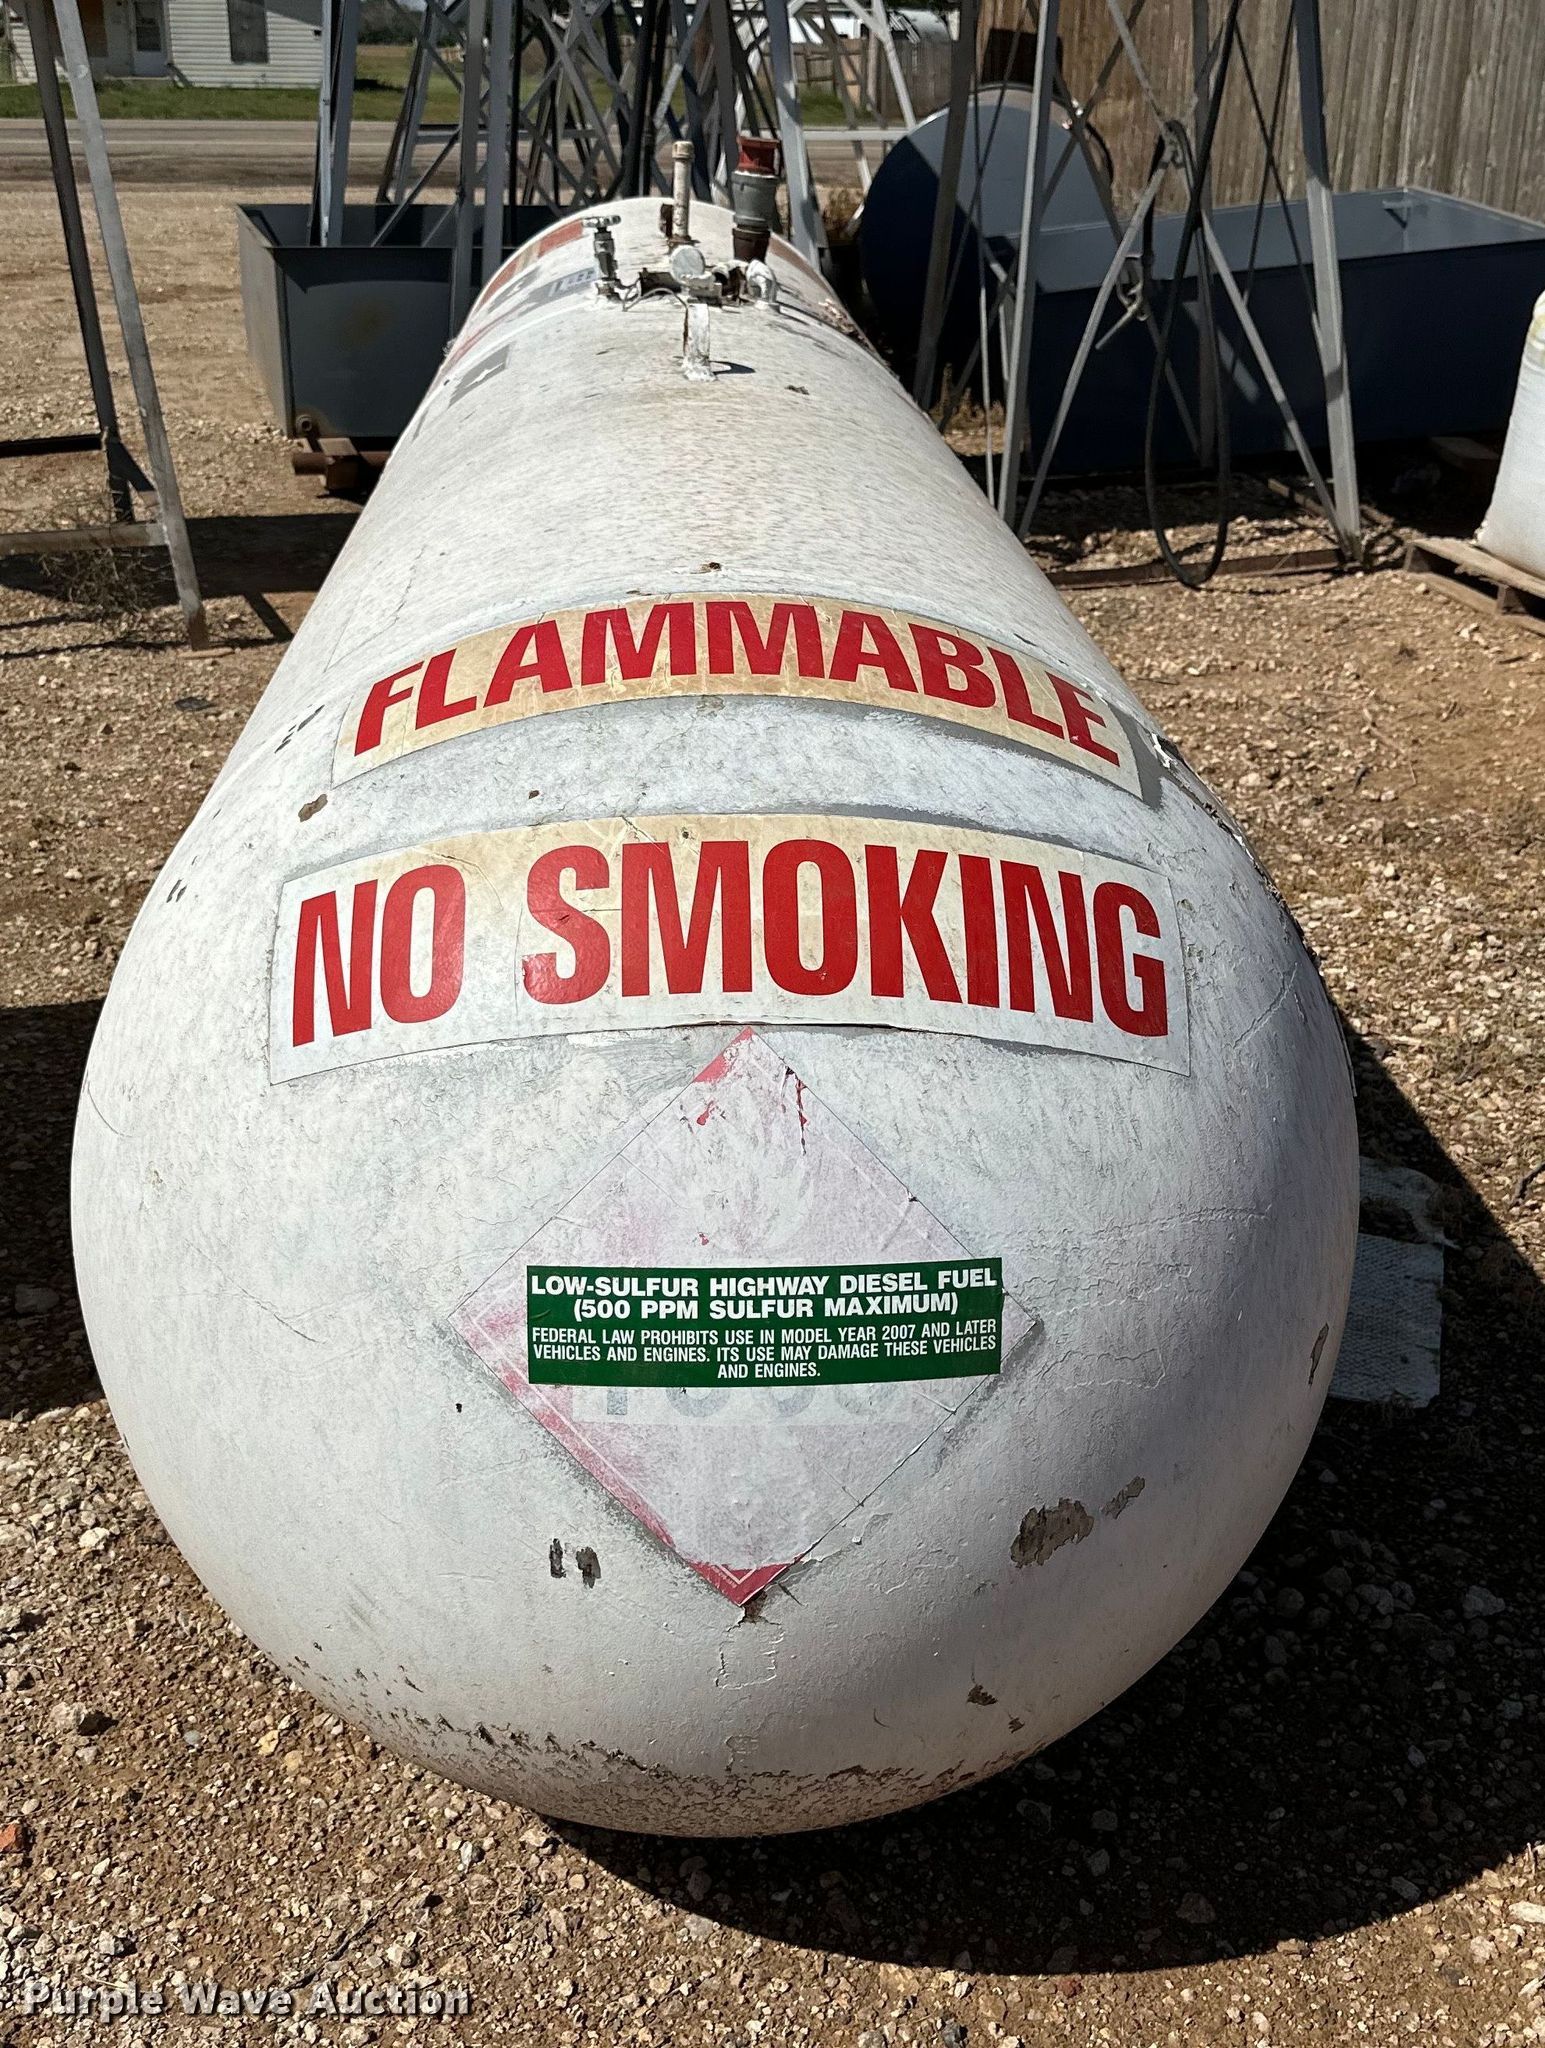 FLAMMABLE
NO SMOKING
LOW-SULFUR HIGHWAY DIESEL FUEL
(500 PPM SULFUR MAXIMUM)
FEDERAL LAW PROHIBITS USE IN MODEL YEAR 2007 AND LATER
VEHICLES AND ENGINES. ITS USE MAY DAMAGE THESE VEHICLES
AND ENGINES.
Purple Wave Auction